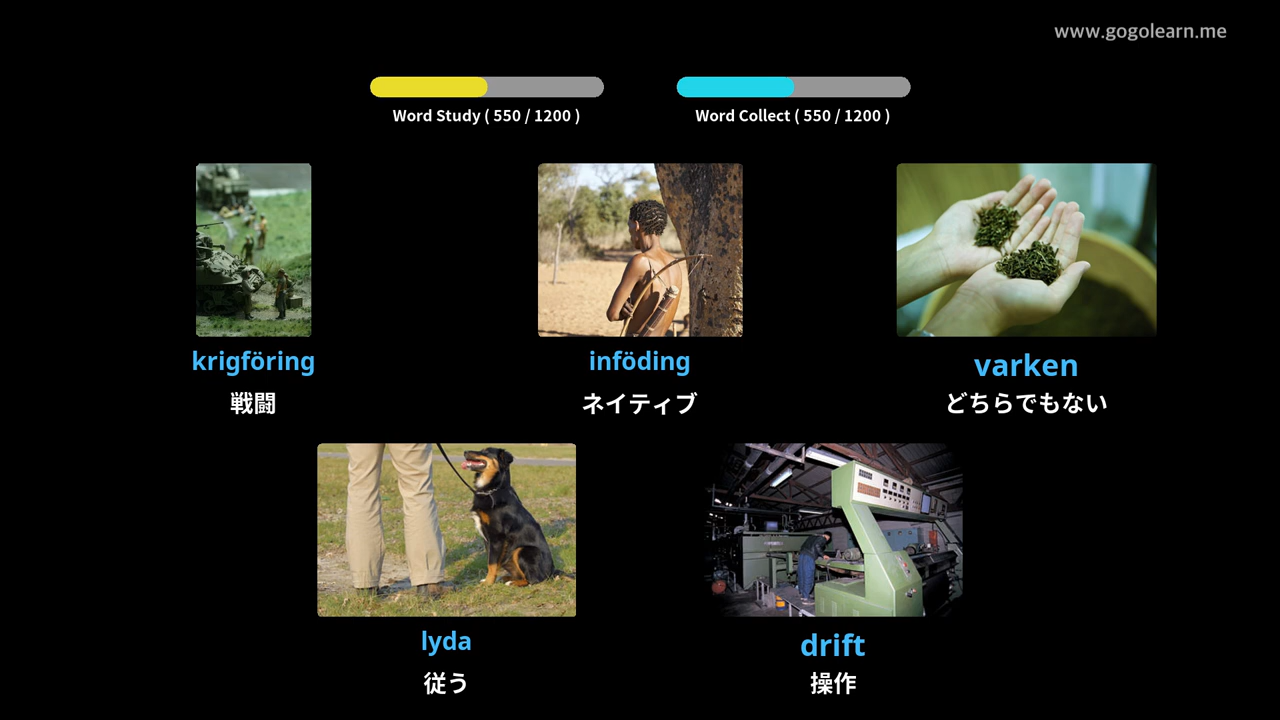 www.gogolearn.me
Word Study ( 550 / 1200 )
Word Collect ( 550 / 1200 )
krigföring
戦闘
inföding
ネイティブ
varken
どちらでもない
lyda
従う
drift
操作